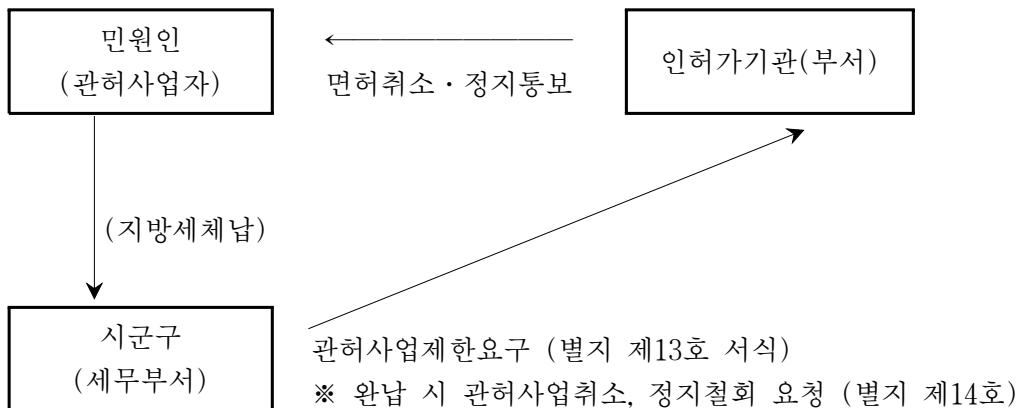 민원인
(관허사업자)
면허취소·정지통보
인허가기관(부서)
(지방세체납)
시군구
(세무부서)
관허사업제한요구 (별지 제13호 서식)
※ 완납 시 관허사업취소, 정지철회 요청 (별지 제14호)